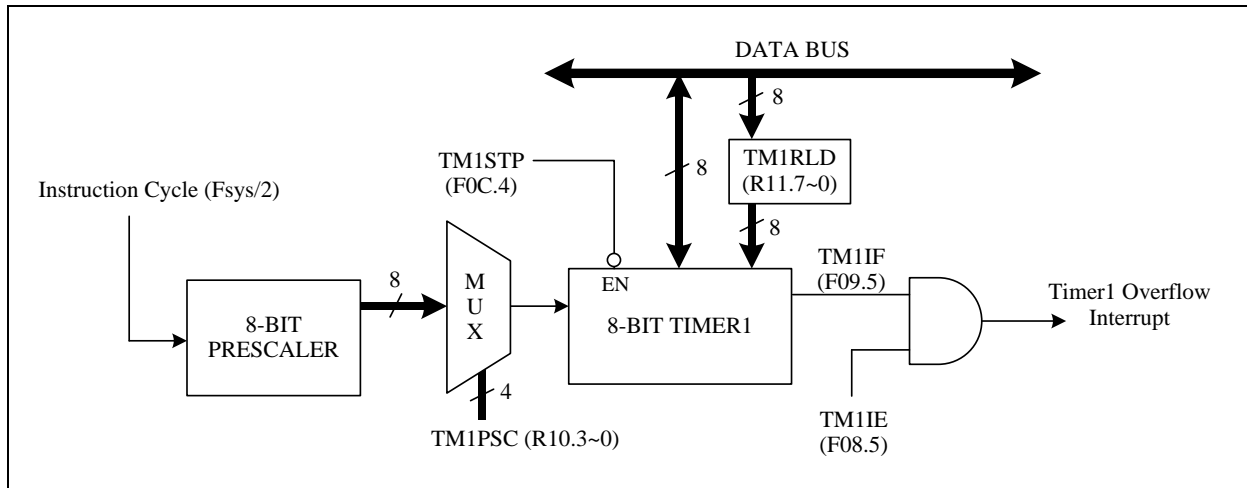 DATA BUS
8
TM1STP
(F0C.4)
8
TM1RLD
(R11.7~0)
Instruction Cycle (Fsys/2)
8
8
M
U
X
EN
8-BIT PRESCALER
8-BIT TIMER1
TM1IF
(F09.5)
Timer1 Overflow
Interrupt
4
TM1PSC (R10.3~0)
TM1IE
(F08.5)